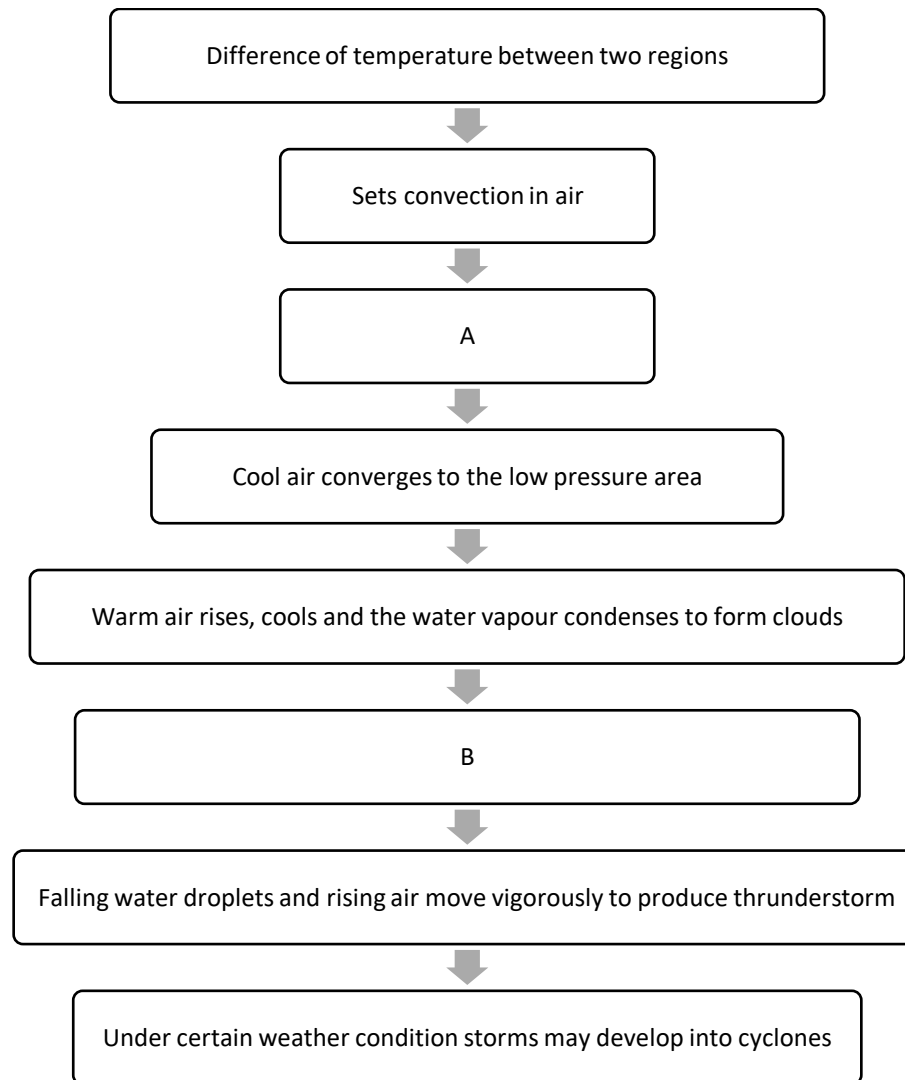 Difference of temperature between two regions
Sets convection in air
A
Cool air converges to the low pressure area
Warm air rises, cools and the water vapour condenses to form clouds
B
Falling water droplets and rising air move vigorously to produce thrunderstorm
Under certain weather condition storms may develop into cyclones